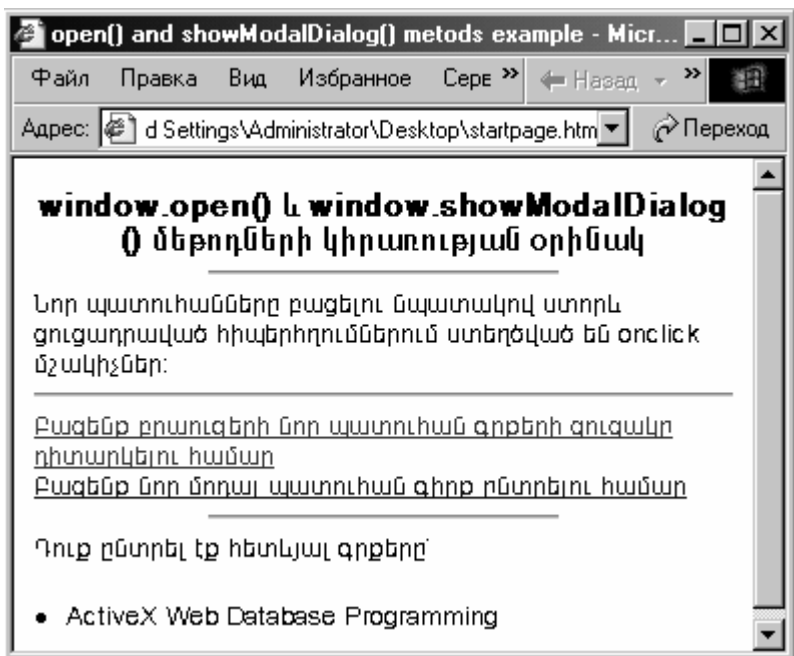 open() and showModalDialog() metods example - Micr...
Файл Правка Вид Избранное Серв » Назад »
Адрес: d Settings\Administrator\Desktop\startpage.htm Переход
window.open() և window.showModalDialog
() մեթոդների կիրառության օրինակ
Նոր պատուհանները բացելու նպատակով ստորև
ցուցադրված հիպերհղումներում ստեղծված են onclick
մշակիչներ:
Բացենք բրաուզերի նոր պատուհան գրքերի ցուցակը
դիտարկելու համար
Բացենք նոր մոդալ պատուհան գիրք ընտրելու համար
Դուք ընտրել էք հետևյալ գրքերը՝
• ActiveX Web Database Programming